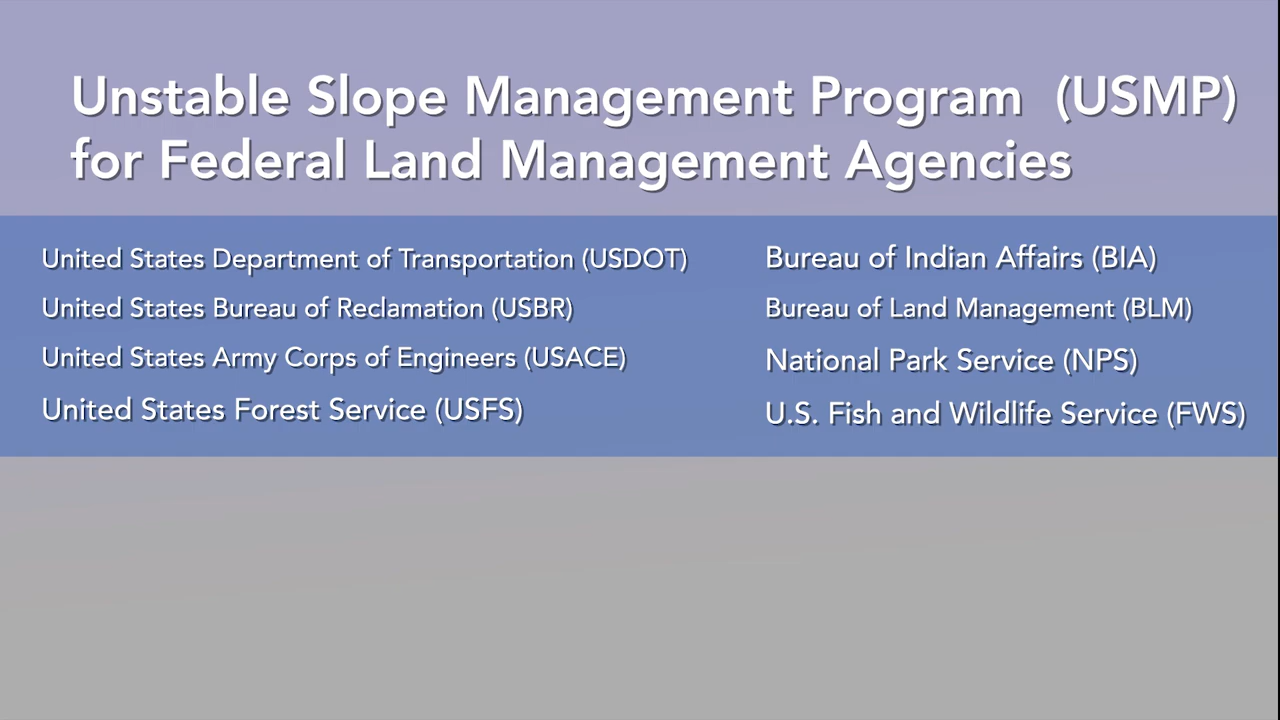 Unstable Slope Management Program (USMP)
for Federal Land Management Agencies
United States Department of Transportation (USDOT)
United States Bureau of Reclamation (USBR)
United States Army Corps of Engineers (USACE)
United States Forest Service (USFS)
Bureau of Indian Affairs (BIA)
Bureau of Land Management (BLM)
National Park Service (NPS)
U.S. Fish and Wildlife Service (FWS)